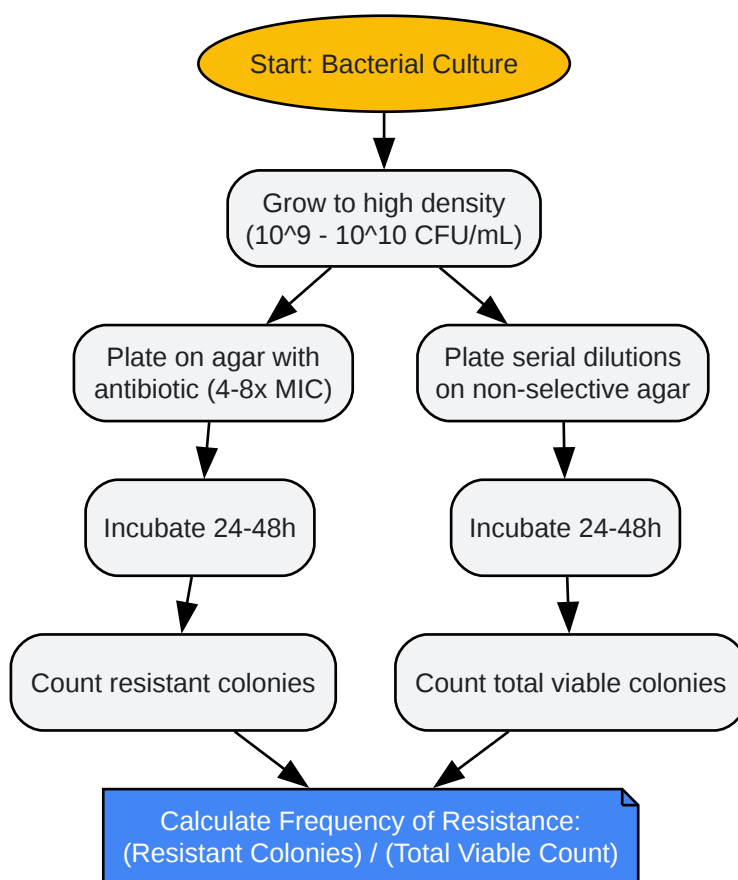 Start: Bacterial Culture
Grow to high density
(10^9 - 10^10 CFU/mL)
Plate on agar with
antibiotic (4-8x MIC)
Plate serial dilutions
on non-selective agar
Incubate 24-48h
Incubate 24-48h
Count resistant colonies
Count total viable colonies
Calculate Frequency of Resistance:
(Resistant Colonies) / (Total Viable Count)